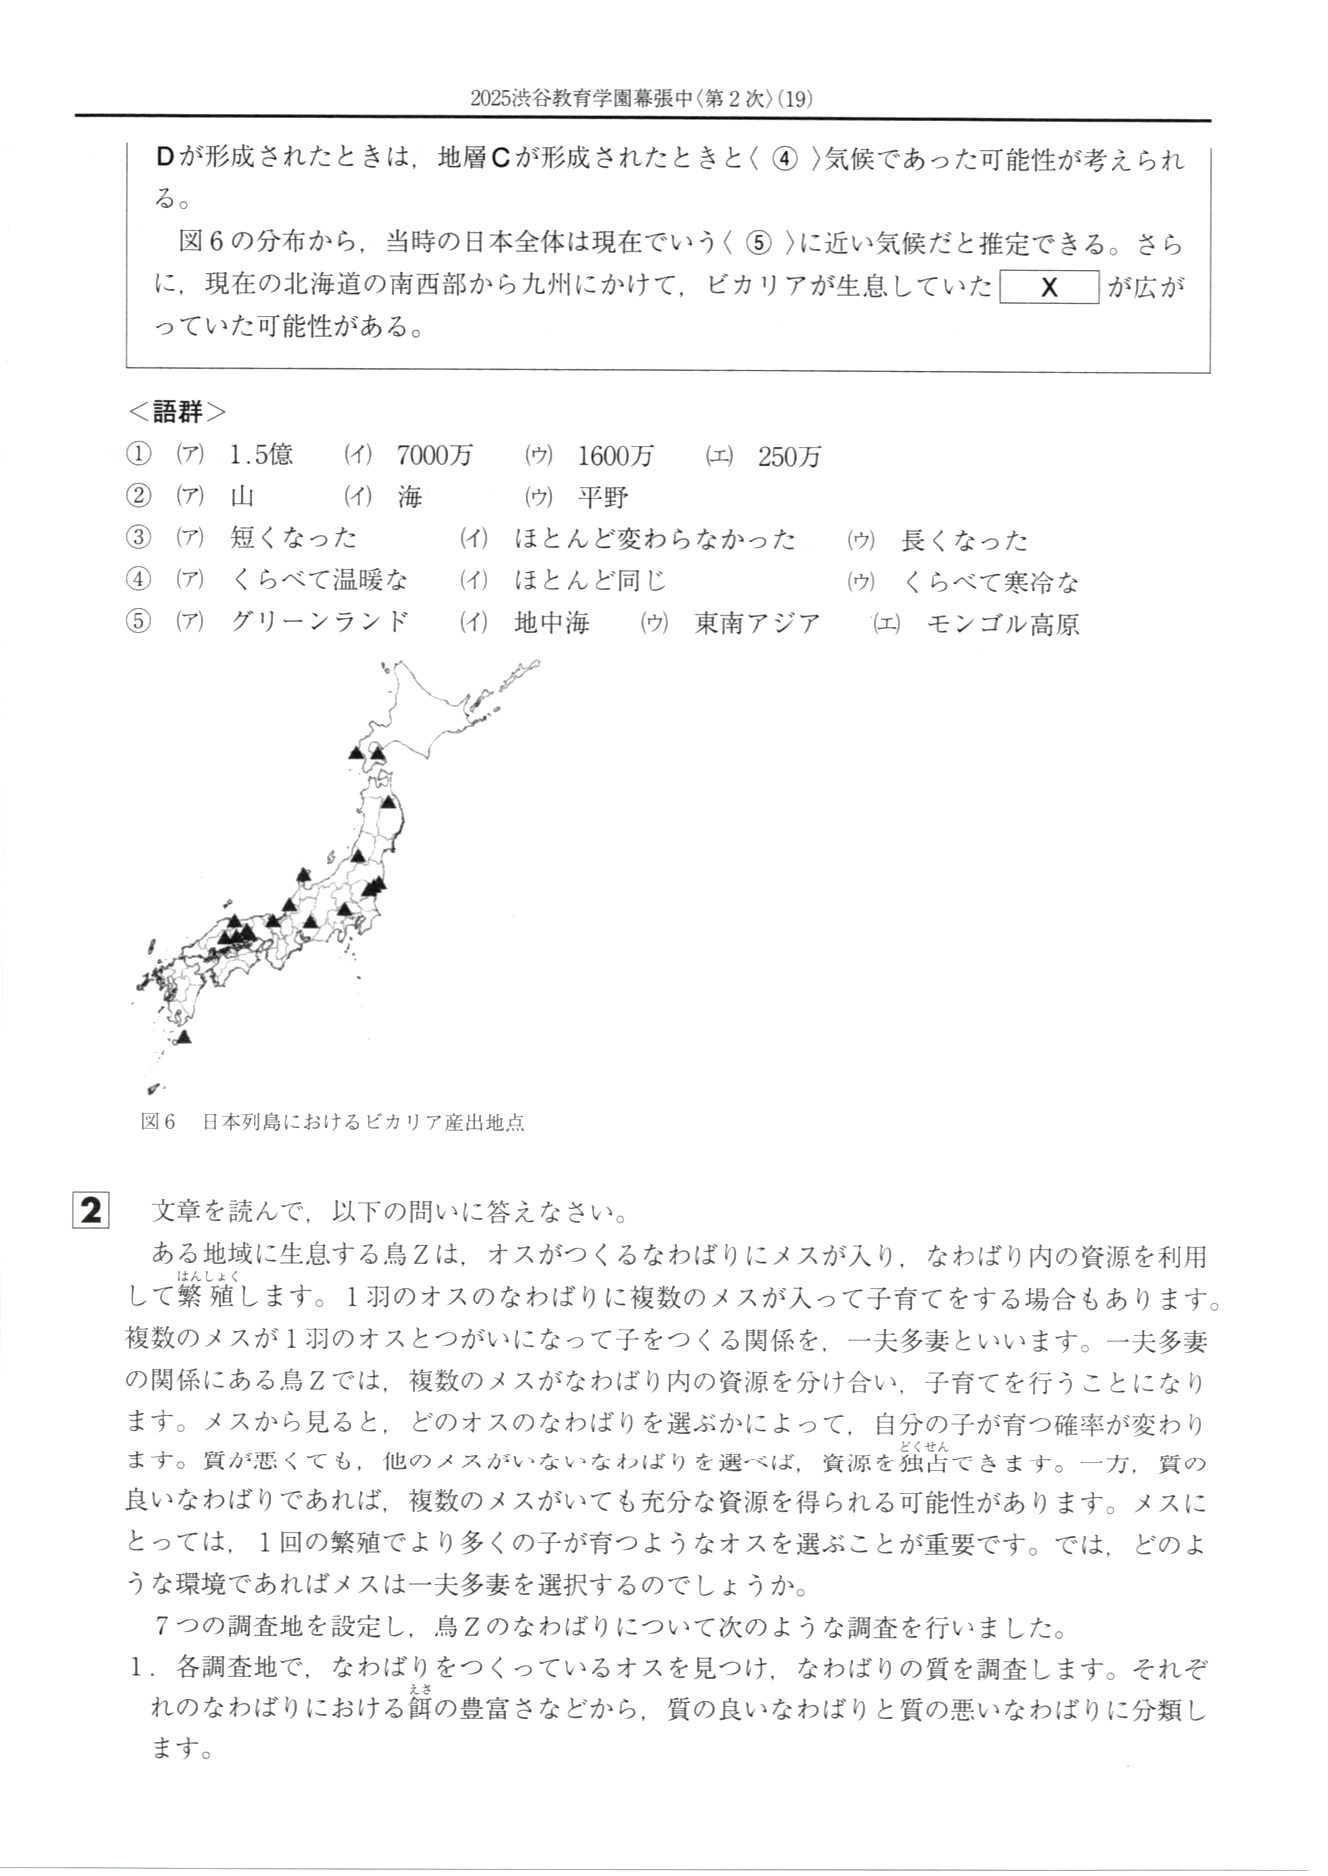 2025渋谷教育学園幕張中〈第2次〉(19)
Dが形成されたときは，地層Cが形成されたときと〈 ④ 〉気候であった可能性が考えられ
る。
図6の分布から，当時の日本全体は現在でいう〈 ⑤ 〉に近い気候だと推定できる。さら
に，現在の北海道の南西部から九州にかけて，ビカリアが生息していた X が広が
っていた可能性がある。
＜語群＞
① (ア) 1.5億 (イ) 7000万 (ウ) 1600万 (エ) 250万
② (ア) 山 (イ) 海 (ウ) 平野
③ (ア) 短くなった (イ) ほとんど変わらなかった (ウ) 長くなった
④ (ア) くらべて温暖な (イ) ほとんど同じ (ウ) くらべて寒冷な
⑤ (ア) グリーンランド (イ) 地中海 (ウ) 東南アジア (エ) モンゴル高原
図6 日本列島におけるビカリア産出地点
2 文章を読んで，以下の問いに答えなさい。
ある地域に生息する鳥Zは，オスがつくるなわばりにメスが入り，なわばり内の資源を利用
はんしょく
して繁殖します。1羽のオスのなわばりに複数のメスが入って子育てをする場合もあります。
複数のメスが1羽のオスとつがいになって子をつくる関係を，一夫多妻といいます。一夫多妻
の関係にある鳥Zでは，複数のメスがなわばり内の資源を分け合い，子育てを行うことになり
ます。メスから見ると，どのオスのなわばりを選ぶかによって，自分の子が育つ確率が変わり
どくせん
ます。質が悪くても，他のメスがいないなわばりを選べば，資源を独占できます。一方，質の
良いなわばりであれば，複数のメスがいても充分な資源を得られる可能性があります。メスに
とっては，1回の繁殖でより多くの子が育つようなオスを選ぶことが重要です。では，どのよ
うな環境であればメスは一夫多妻を選択するのでしょうか。
7つの調査地を設定し，鳥Zのなわばりについて次のような調査を行いました。
1．各調査地で，なわばりをつくっているオスを見つけ，なわばりの質を調査します。それぞ
えさ
れのなわばりにおける餌の豊富さなどから，質の良いなわばりと質の悪いなわばりに分類し
ます。